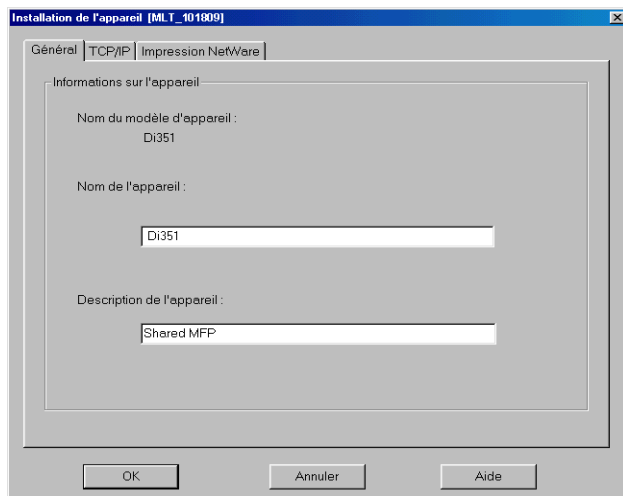 Installation de l'appareil [MLT_101809]
Général TCP/IP Impression NetWare
Informations sur l'appareil
Nom du modèle d'appareil :
Di351
Nom de l'appareil :
Di351
Description de l'appareil :
Shared MFP
OK Annuler Aide